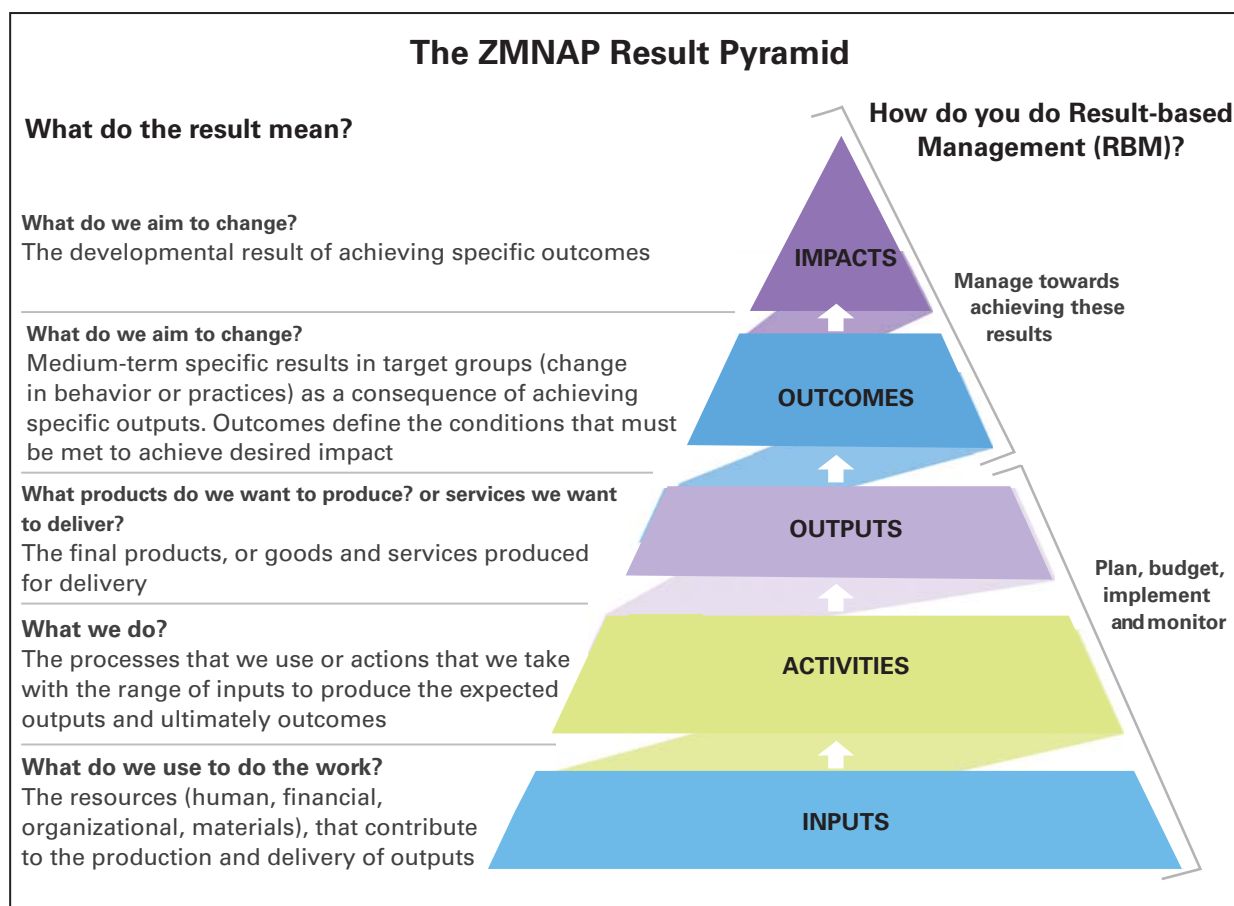 The ZMNAP Result Pyramid
What do the result mean?
How do you do Result-based
Management (RBM)?
What do we aim to change?
The developmental result of achieving specific outcomes
IMPACTS
Manage towards
achieving these
results
What do we aim to change?
Medium-term specific results in target groups (change
in behavior or practices) as a consequence of achieving
specific outputs. Outcomes define the conditions that must
be met to achieve desired impact
OUTCOMES
What products do we want to produce? or services we want
to deliver?
The final products, or goods and services produced
for delivery
OUTPUTS
Plan, budget,
implement
and monitor
What we do?
The processes that we use or actions that we take
with the range of inputs to produce the expected
outputs and ultimately outcomes
ACTIVITIES
What do we use to do the work?
The resources (human, financial,
organizational, materials), that contribute
to the production and delivery of outputs
INPUTS